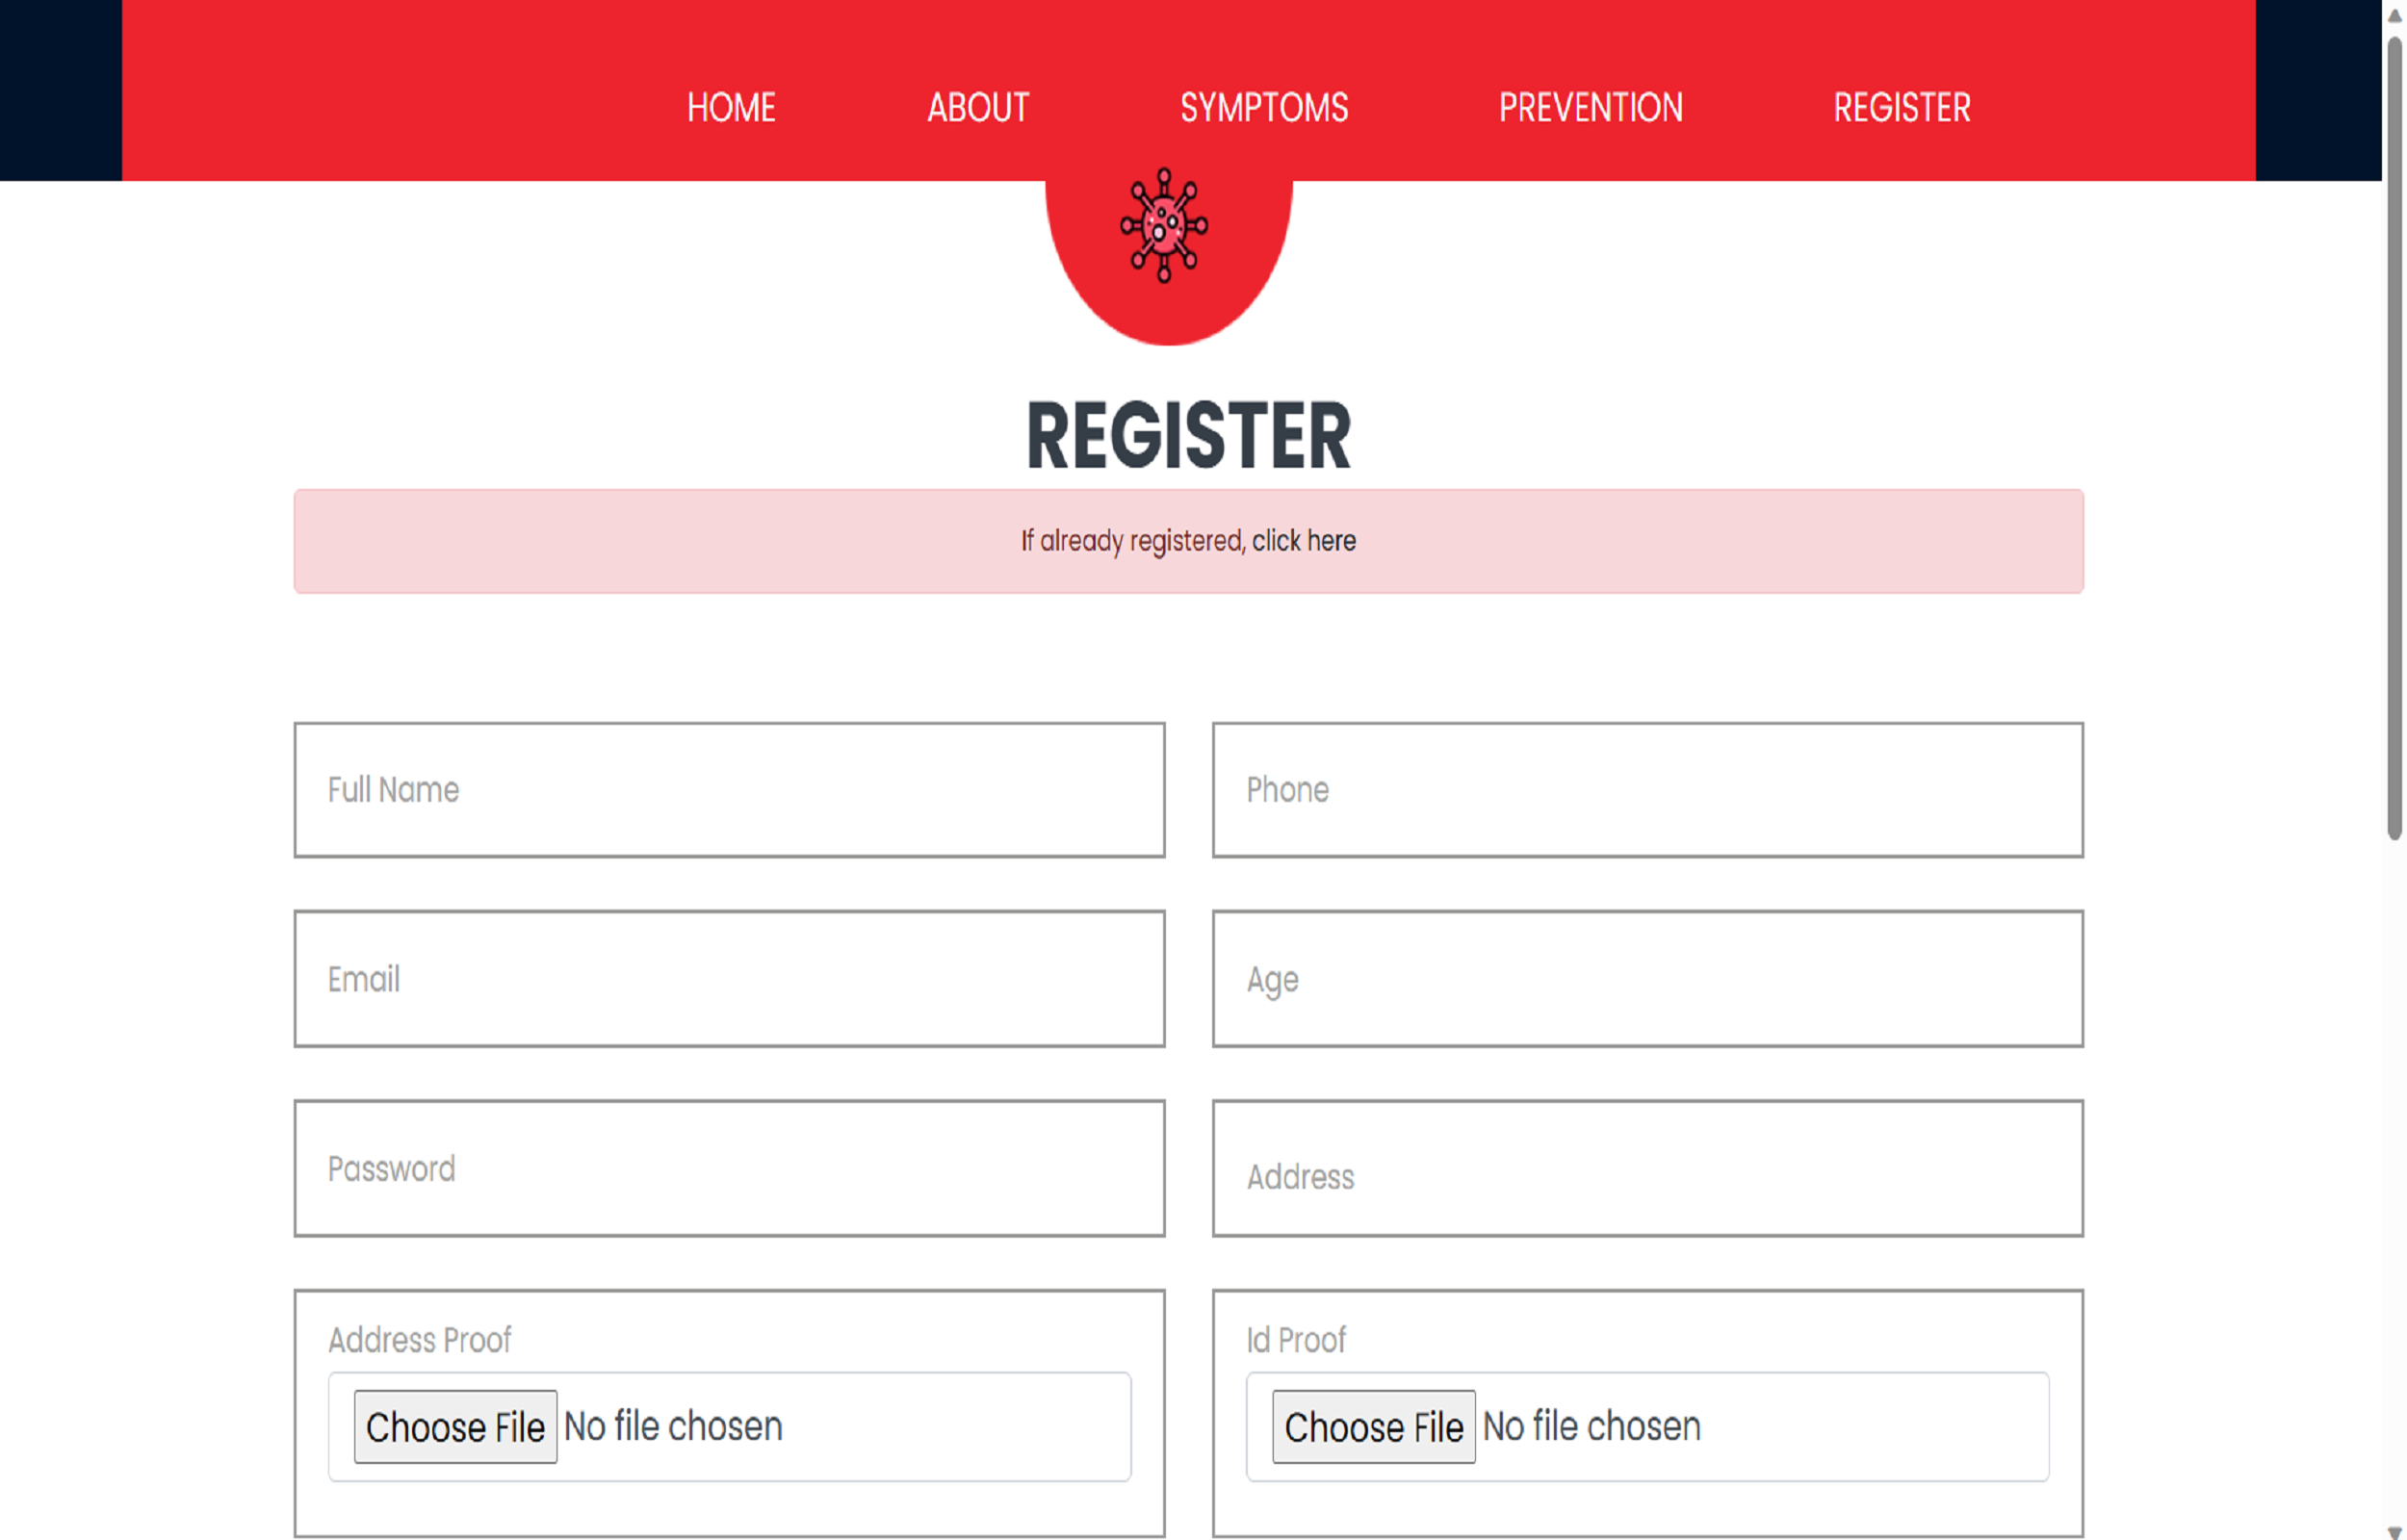 HOME ABOUT SYMPTOMS PREVENTION REGISTER
REGISTER
If already registered, click here
Full Name
Phone
Email
Age
Password
Address
Address Proof
Choose File No file chosen
Id Proof
Choose File No file chosen